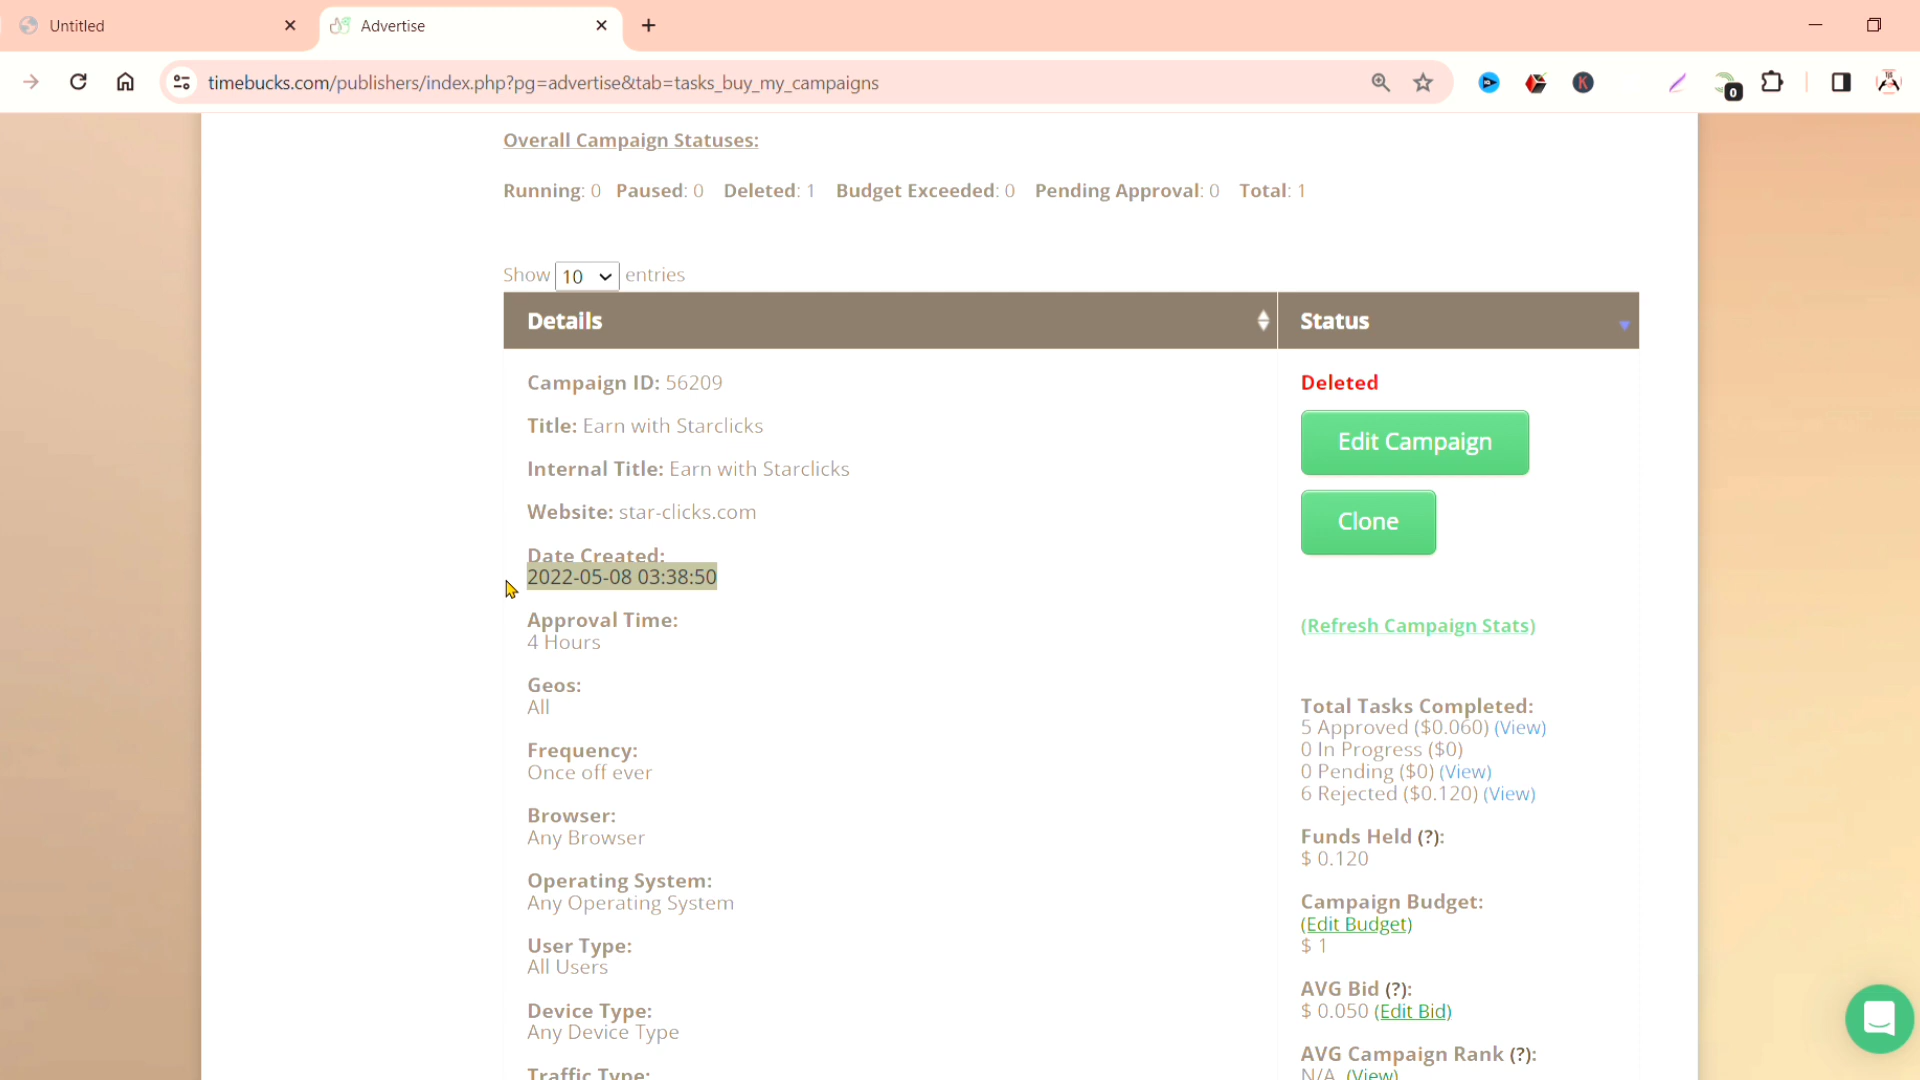 Untitled
Advertise
timebucks.com/publishers/index.php?pg=advertise&tab=tasks_buy_my_campaigns
K
0
Overall Campaign Statuses:
Running: 0 Paused: 0 Deleted: 1 Budget Exceeded: 0 Pending Approval: 0 Total: 1
Show 10 entries
Details
Status
Campaign ID: 56209
Title: Earn with Starclicks
Internal Title: Earn with Starclicks
Website: star-clicks.com
Date Created:
2022-05-08 03:38:50
Approval Time:
4 Hours
Geos:
All
Frequency:
Once off ever
Browser:
Any Browser
Operating System:
Any Operating System
User Type:
All Users
Device Type:
Any Device Type
Traffic Type:
Deleted
Edit Campaign
Clone
(Refresh Campaign Stats)
Total Tasks Completed:
5 Approved ($0.060) (View)
0 In Progress ($0)
0 Pending ($0) (View)
6 Rejected ($0.120) (View)
Funds Held (?):
$ 0.120
Campaign Budget:
(Edit Budget)
$ 1
AVG Bid (?):
$ 0.050 (Edit Bid)
AVG Campaign Rank (?):
N/A (View)